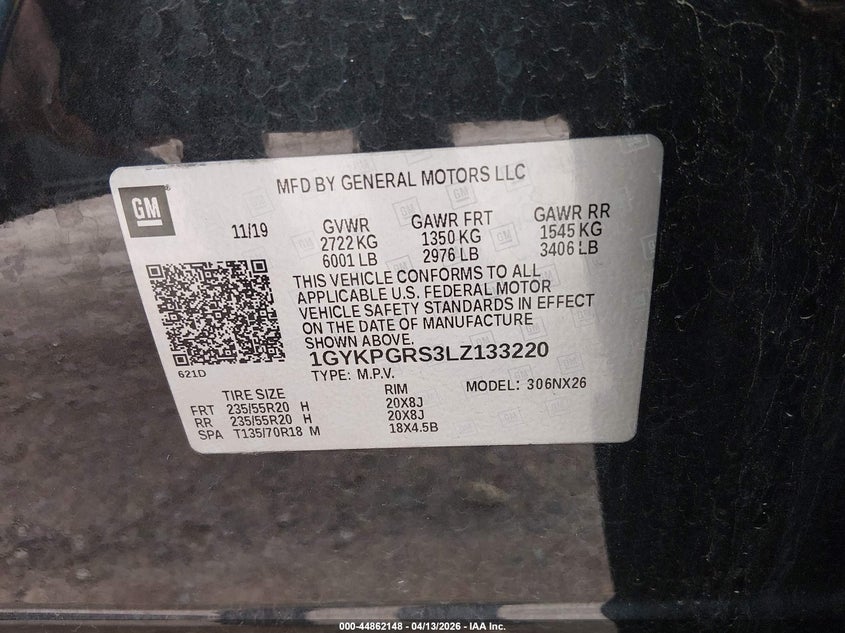 MFD BY GENERAL MOTORS LLC
GM
11/19
GVWR GAWR FRT GAWR RR
2722 KG 1350 KG 1545 KG
6001 LB 2976 LB 3406 LB
THIS VEHICLE CONFORMS TO ALL
APPLICABLE U.S. FEDERAL MOTOR
VEHICLE SAFETY STANDARDS IN EFFECT
ON THE DATE OF MANUFACTURE
SHOWN ABOVE.
1GYKPGRS3LZ133220
621D
TYPE: M.P.V. MODEL: 306NX26
TIRE SIZE RIM
FRT 235/55R20 H 20X8J
RR 235/55R20 H 20X8J
SPA T135/70R18 M 18X4.5B
000-44862148 - 04/13/2026 - IAA Inc.